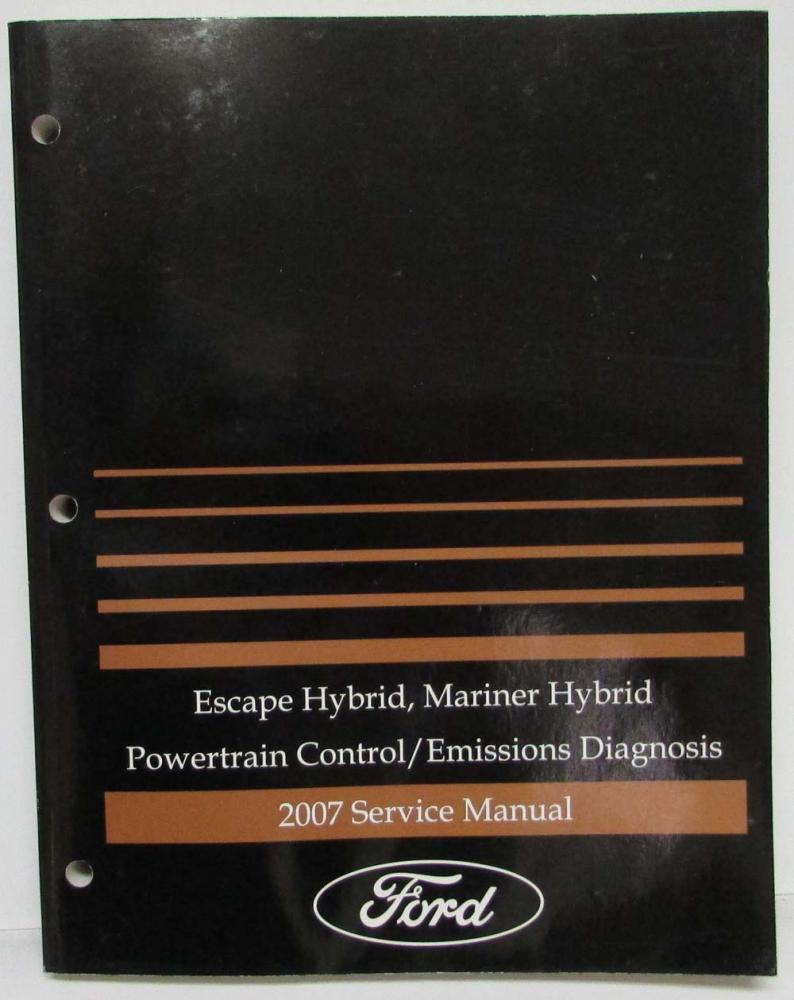 Escape Hybrid, Mariner Hybrid
Powertrain Control/Emissions Diagnosis
2007 Service Manual
Ford